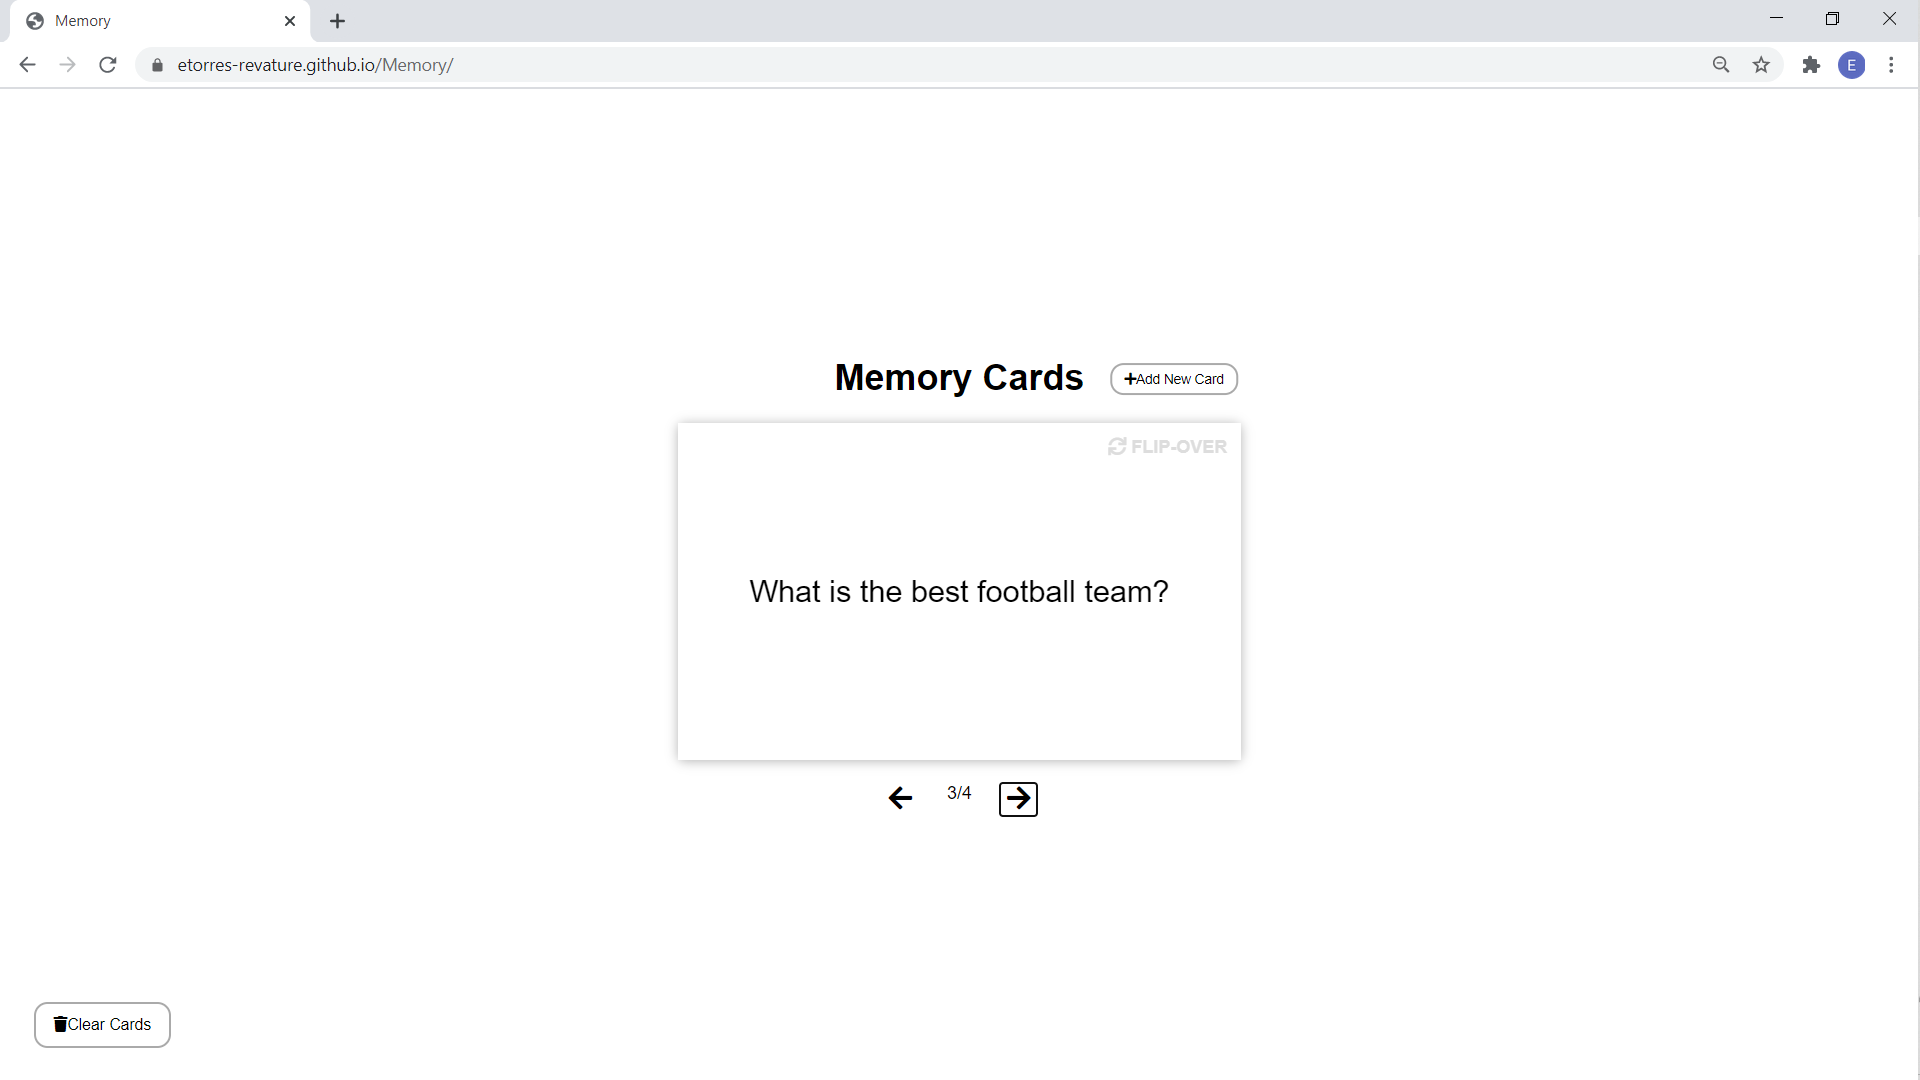 Memory
etorres-revature.github.io/Memory/
E
Memory Cards
Add New Card
FLIP-OVER
What is the best football team?
3/4
Clear Cards